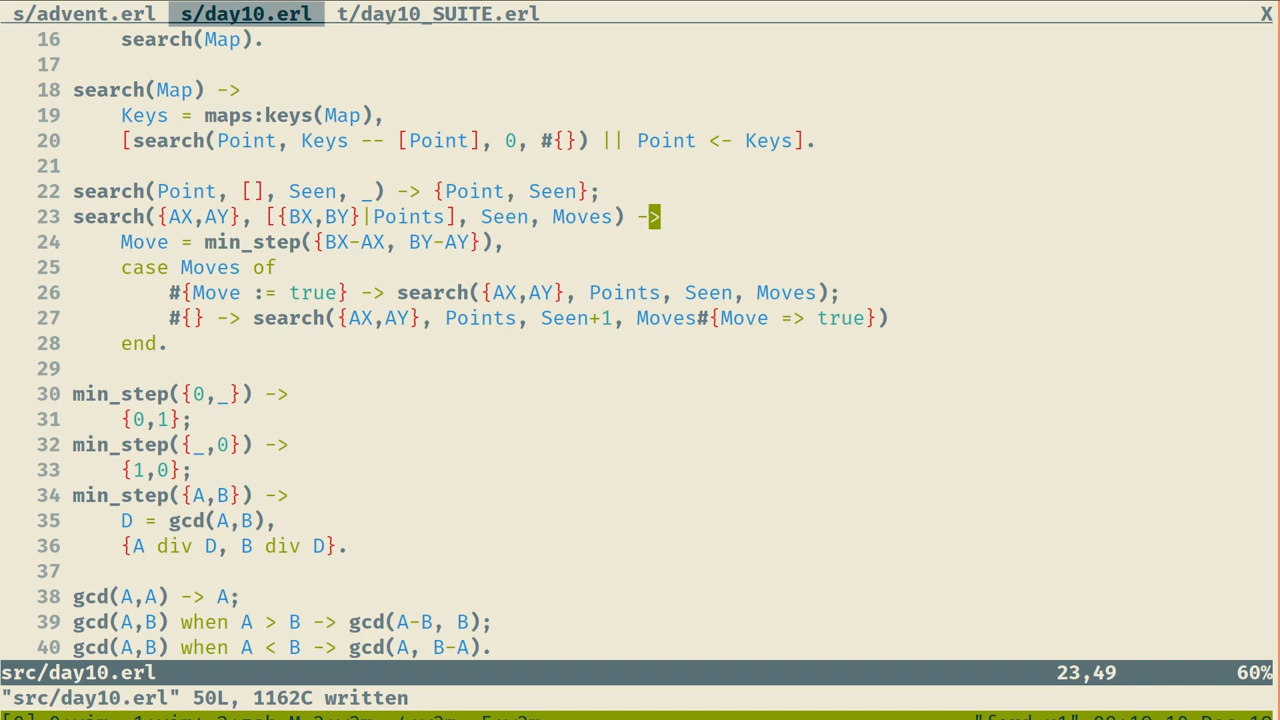 s/advent.erl s/day10.erl t/day10_SUITE.erl X
16 search(Map).
17
18 search(Map) ->
19 Keys = maps:keys(Map),
20 [search(Point, Keys -- [Point], 0, #{}) || Point <- Keys].
21
22 search(Point, [], Seen, _) -> {Point, Seen};
23 search({AX,AY}, [{BX,BY}|Points], Seen, Moves) ->
24 Move = min_step({BX-AX, BY-AY}),
25 case Moves of
26 #{Move := true} -> search({AX,AY}, Points, Seen, Moves);
27 #{} -> search({AX,AY}, Points, Seen+1, Moves#{Move => true})
28 end.
29
30 min_step({0,_}) ->
31 {0,1};
32 min_step({_,0}) ->
33 {1,0};
34 min_step({A,B}) ->
35 D = gcd(A,B),
36 {A div D, B div D}.
37
38 gcd(A,A) -> A;
39 gcd(A,B) when A > B -> gcd(A-B, B);
40 gcd(A,B) when A < B -> gcd(A, B-A).
src/day10.erl 23,49 60%
"src/day10.erl" 50L, 1162C written